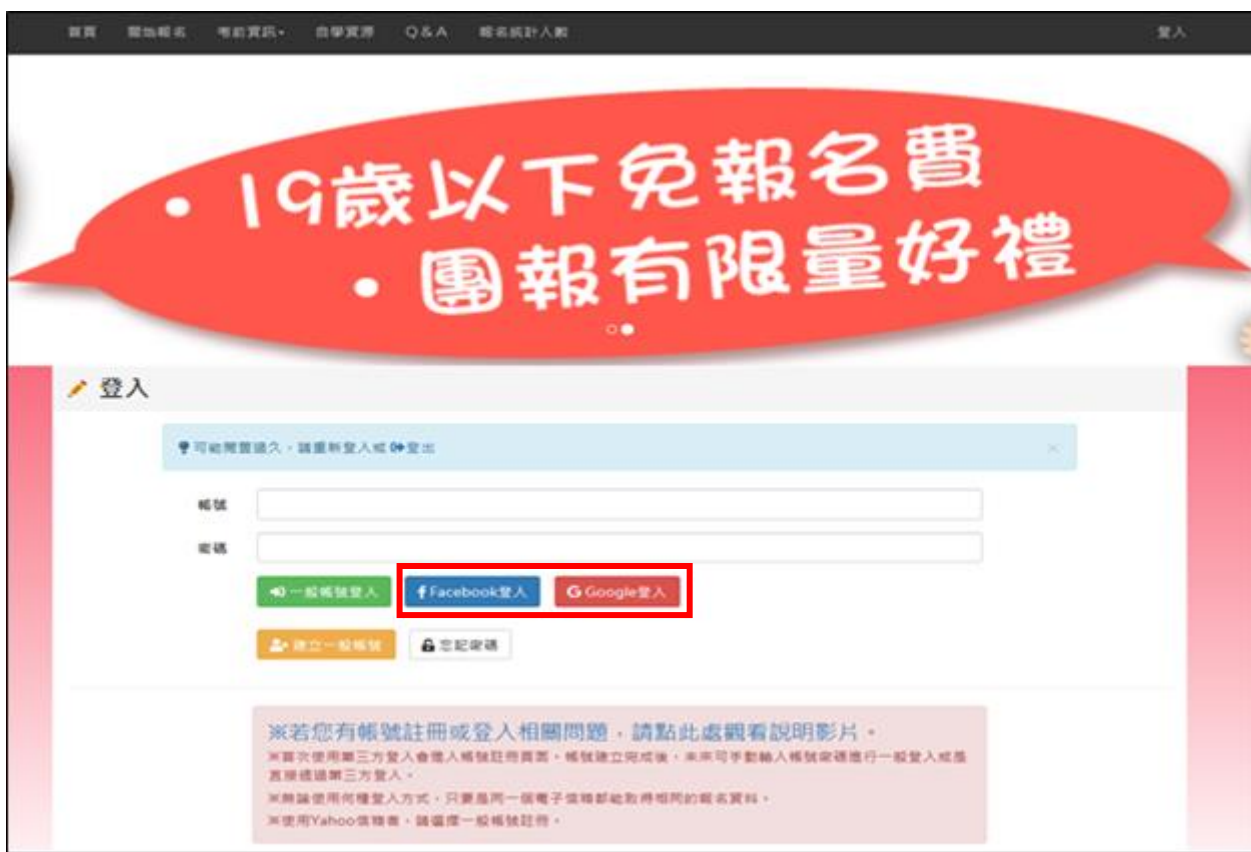 首頁 開始報名 考前資訊 自學資源 Q&A 報名統計人數 登入
• 19歲以下免報名費
• 團報有限量好禮
登入
可能閒置過久，請重新登入或 登出 ×
帳號
密碼
一般帳號登入 Facebook登入 Google登入
建立一般帳號 忘記密碼
※若您有帳號註冊或登入相關問題，請點此處觀看說明影片。
※首次使用第三方登入會進入帳號註冊頁面。帳號建立完成後，未來可手動輸入帳號密碼進行一般登入或是
直接透過第三方登入。
※無論使用何種登入方式，只要是同一個電子信箱都能取得相同的報名資料。
※使用Yahoo信箱者，請選擇一般帳號註冊。